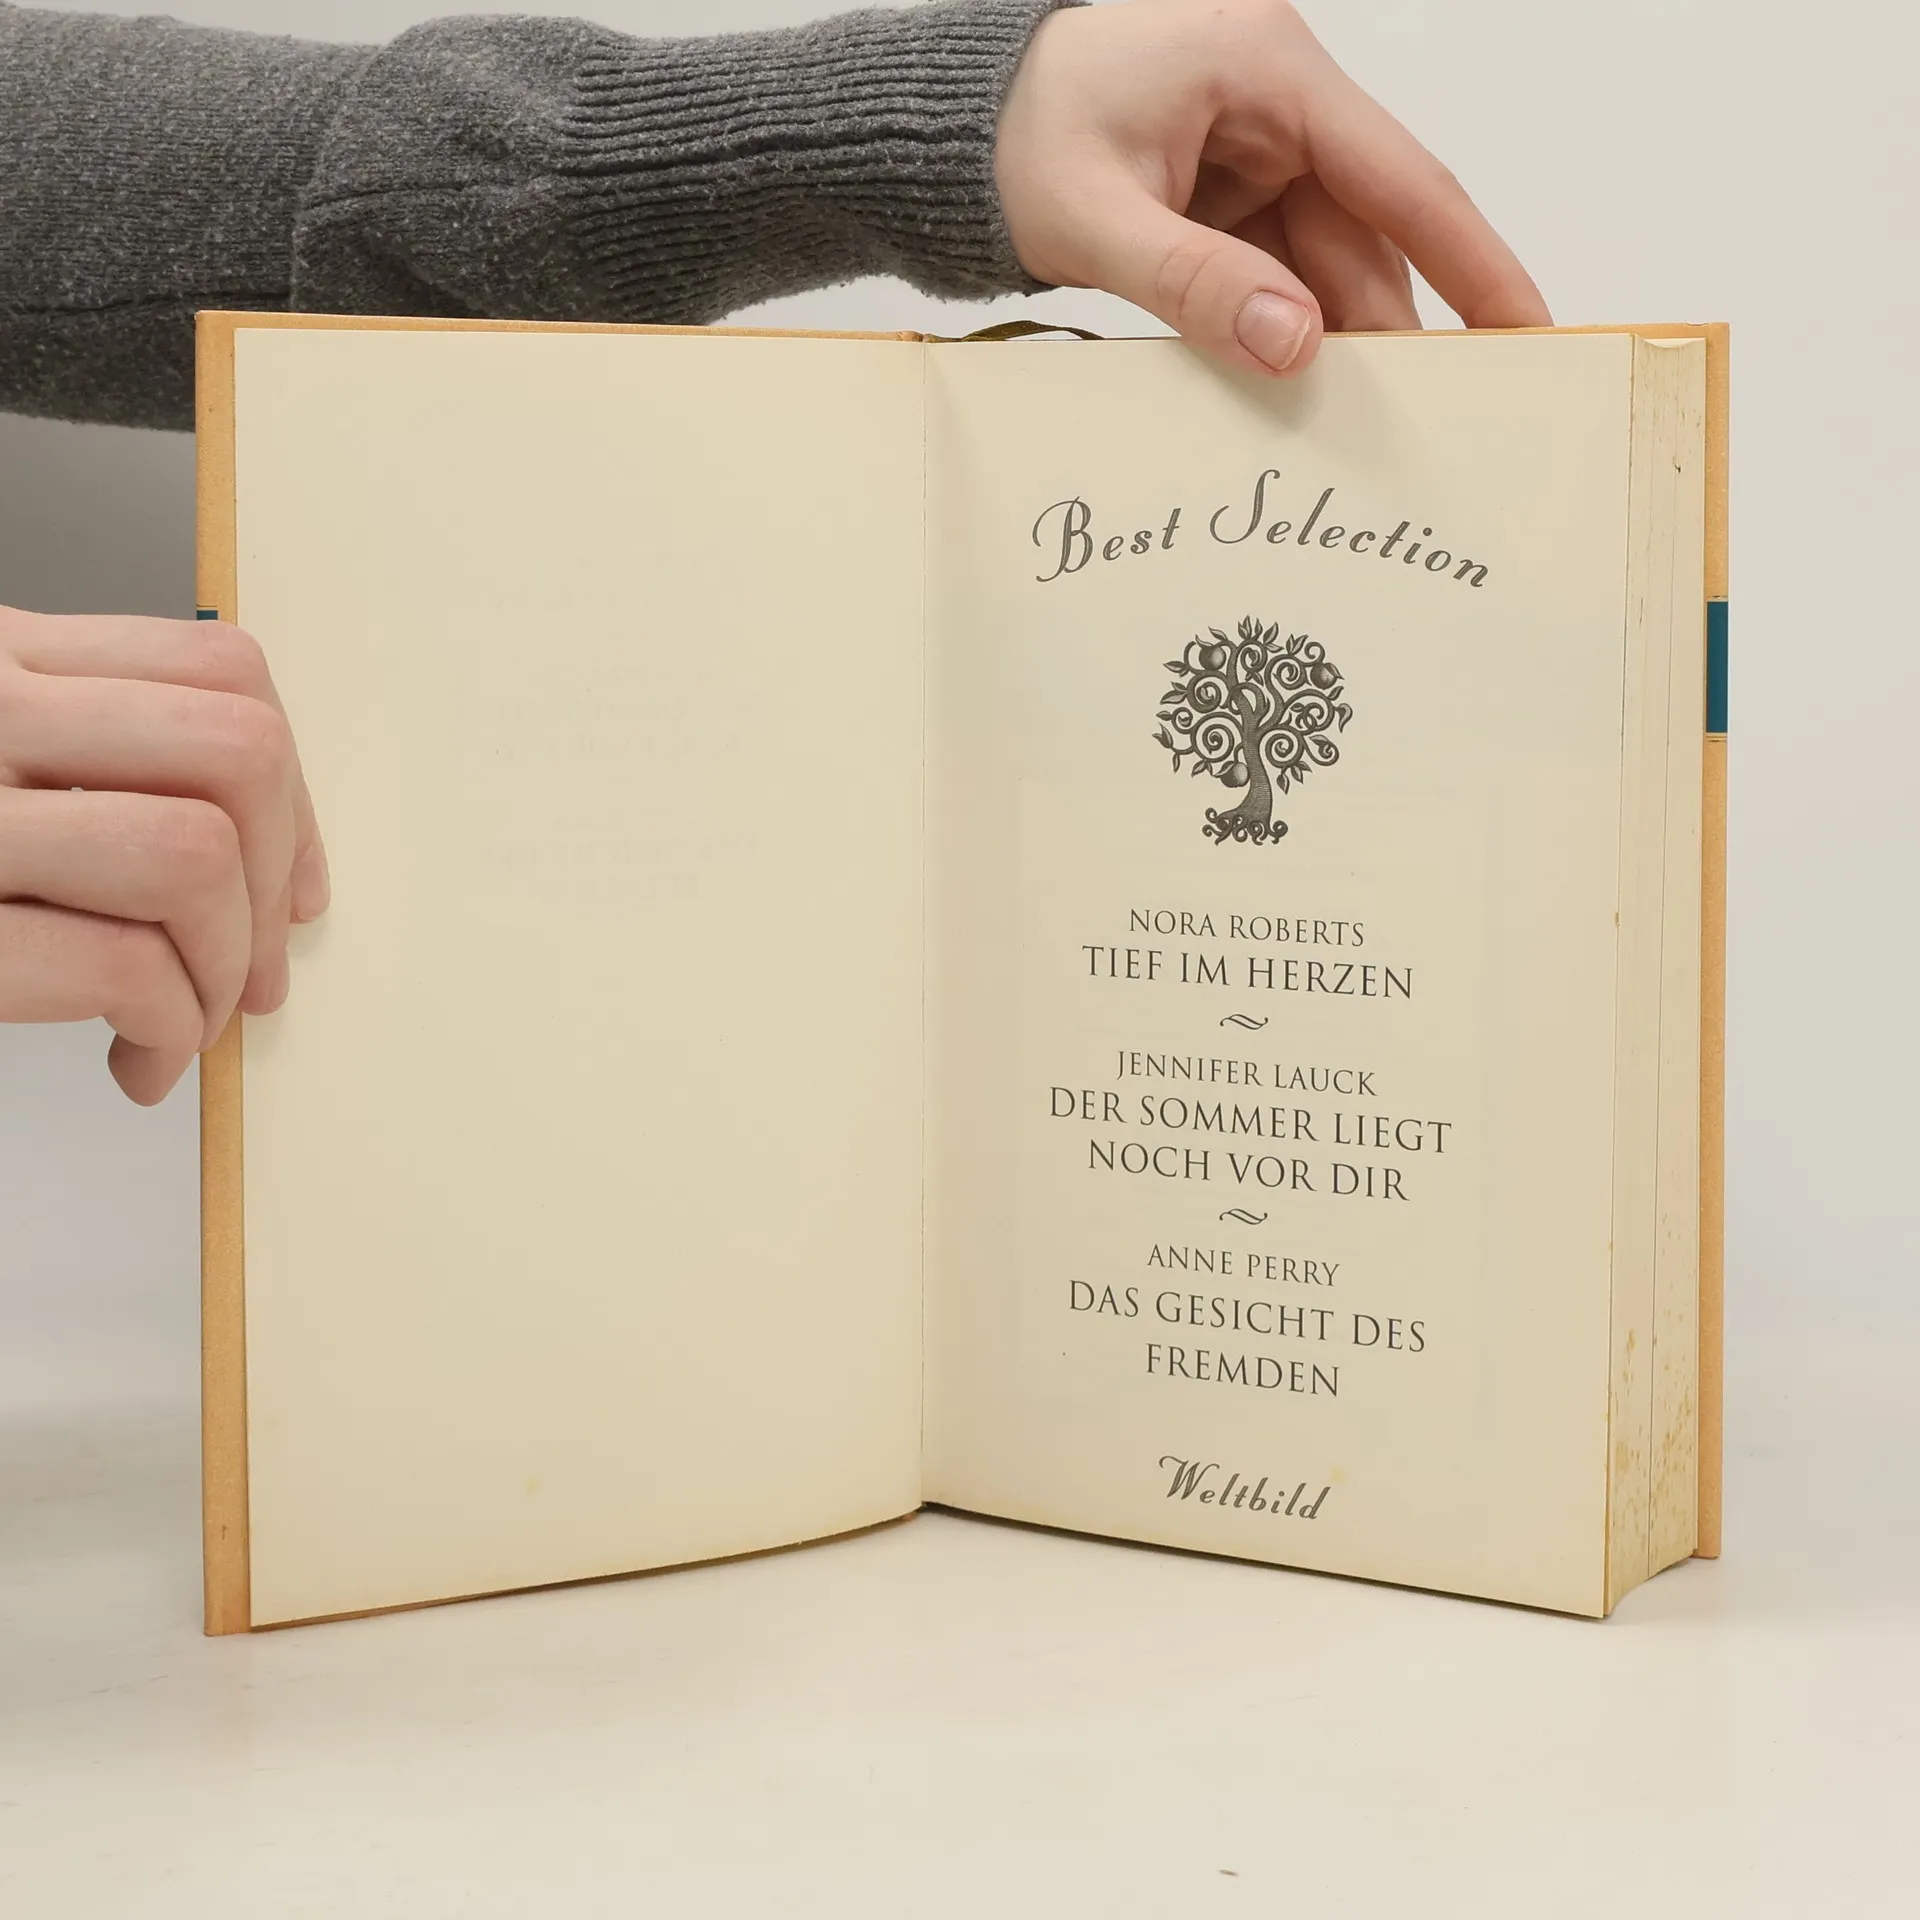 Best Selection
NORA ROBERTS
TIEF IM HERZEN
JENNIFER LAUCK
DER SOMMER LIEGT
NOCH VOR DIR
ANNE PERRY
DAS GESICHT DES
FREMDEN
Weltbild